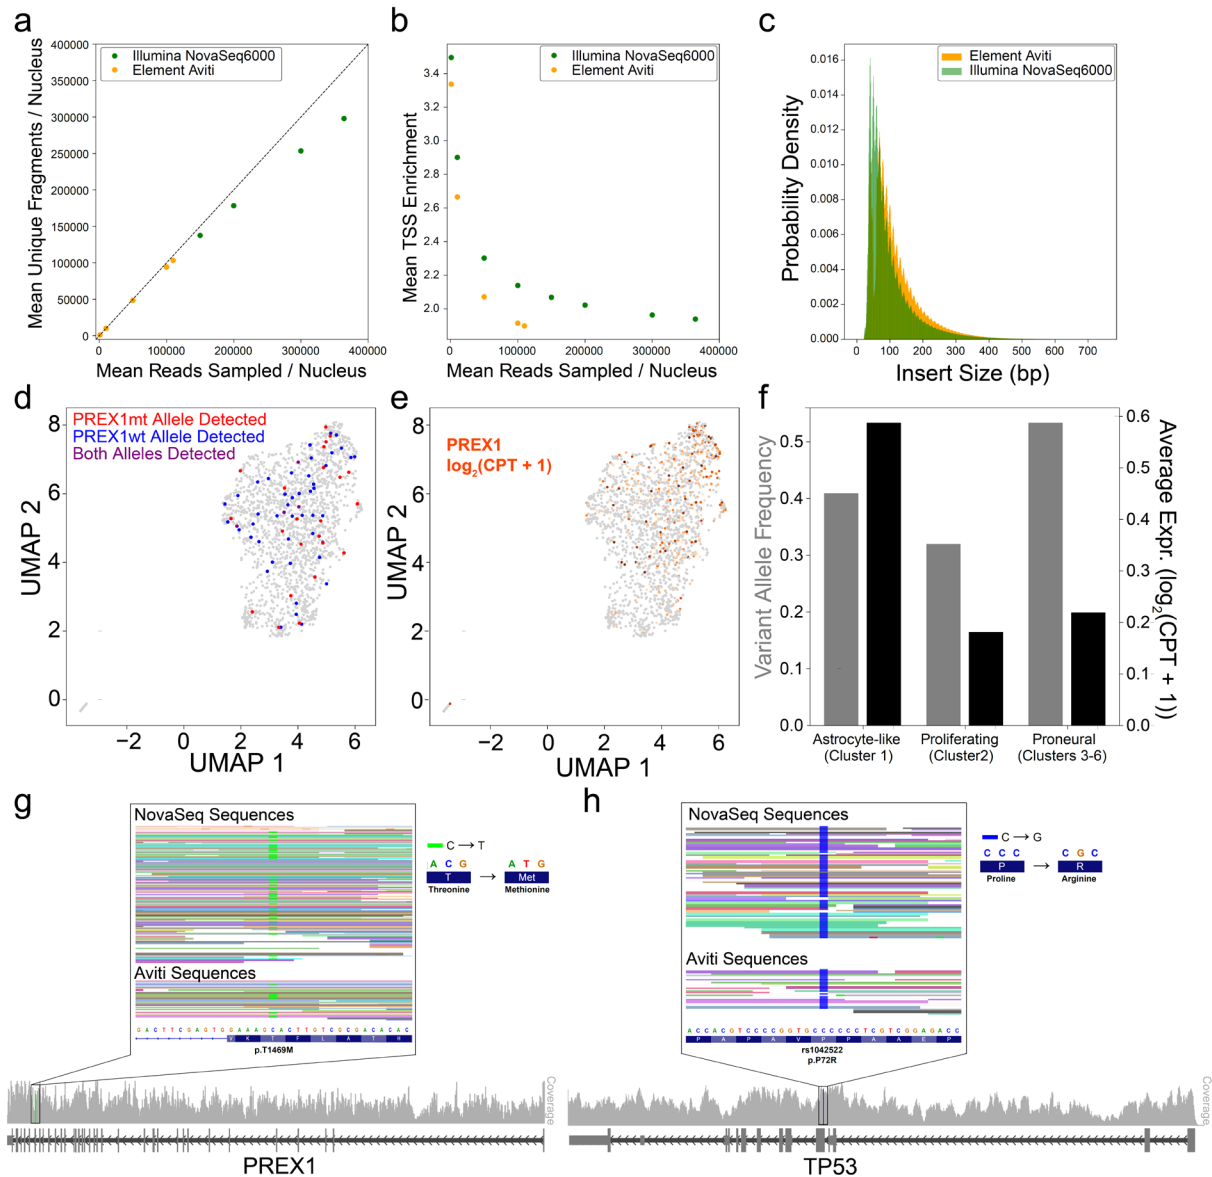 a
Illumina NovaSeq6000
Element Aviti
Mean Unique Fragments / Nucleus
400000
350000
300000
250000
200000
150000
100000
50000
0
0 100000 200000 300000 400000
Mean Reads Sampled / Nucleus
b
Illumina NovaSeq6000
Element Aviti
Mean TSS Enrichment
3.4
3.2
3.0
2.8
2.6
2.4
2.2
2.0
0 100000 200000 300000 400000
Mean Reads Sampled / Nucleus
c
Element Aviti
Illumina NovaSeq6000
Probability Density
0.016
0.014
0.012
0.010
0.008
0.006
0.004
0.002
0.000
0 100 200 300 400 500 600 700
Insert Size (bp)
d
PREX1mt Allele Detected
PREX1wt Allele Detected
Both Alleles Detected
UMAP 2
8
6
4
2
0
−2 0 2 4 6
UMAP 1
e
PREX1
log2(CPT + 1)
UMAP 2
8
6
4
2
0
−2 0 2 4 6
UMAP 1
f
Variant Allele Frequency
0.5
0.4
0.3
0.2
0.1
0.0
Average Expr. (log2(CPT + 1))
0.6
0.5
0.4
0.3
0.2
0.1
0.0
Astrocyte-like
(Cluster 1)
Proliferating
(Cluster2)
Proneural
(Clusters 3-6)
g
NovaSeq Sequences
Aviti Sequences
G A C T T C G A G T G G A A A G C A C T T G T C G C G A C A C A C
V K T F L A T H
p.T1469M
C → T
A C G
A T G
T → Met
Threonine
Methionine
Coverage
PREX1
h
NovaSeq Sequences
Aviti Sequences
A C C A C G T C C C C G G T G C C C C C C T C G T C G G A G A C C
P A P A V P P A A E P
rs1042522
p.P72R
C → G
C C C
C G C
P → R
Proline
Arginine
Coverage
TP53